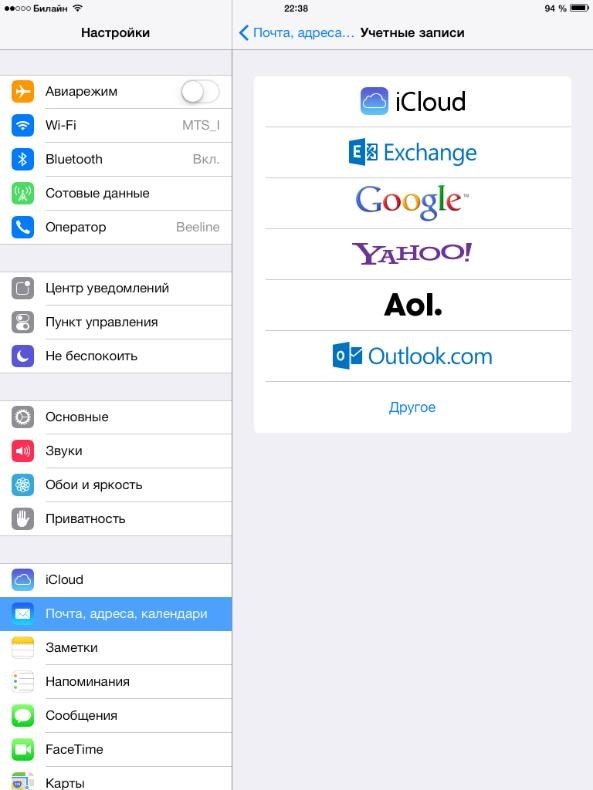 Билайн 22:38 94 %
Настройки
Почта, адреса... Учетные записи
Авиарежим
Wi-Fi MTS_I
Bluetooth Вкл.
Сотовые данные
Оператор Beeline
Центр уведомлений
Пункт управления
Не беспокоить
Основные
Звуки
Обои и яркость
Приватность
iCloud
Почта, адреса, календари
Заметки
Напоминания
Сообщения
FaceTime
Карты
iCloud
Exchange
Google™
YAHOO!
Aol.
Outlook.com
Другое